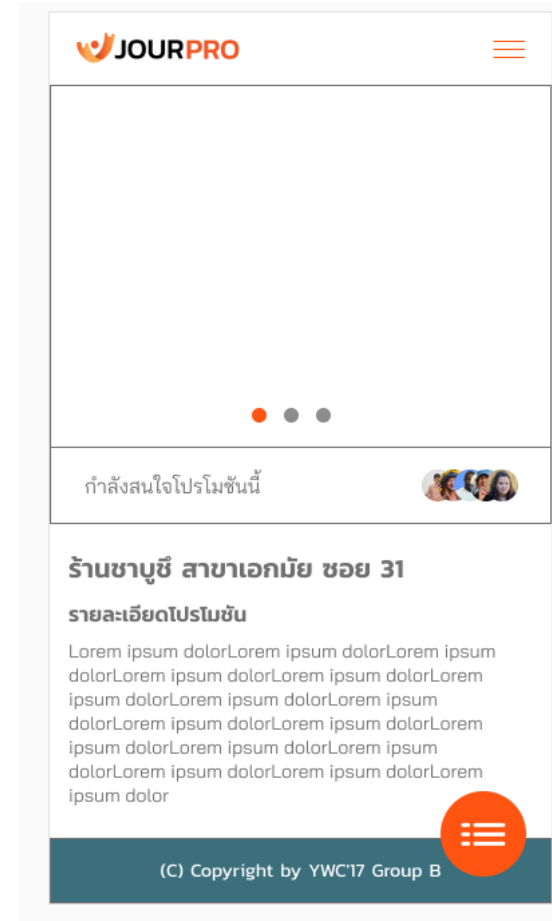 JOURPRO
กำลังสนใจโปรโมชันนี้
ร้านชาบูชึ สาขาเอกมัย ซอย 31
รายละเอียดโปรโมชัน
Lorem ipsum dolorLorem ipsum dolorLorem ipsum
dolorLorem ipsum dolorLorem ipsum dolorLorem
ipsum dolorLorem ipsum dolorLorem ipsum
dolorLorem ipsum dolorLorem ipsum dolorLorem
ipsum dolorLorem ipsum dolorLorem ipsum
dolorLorem ipsum dolorLorem ipsum dolorLorem
ipsum dolor
(C) Copyright by YWC'17 Group B